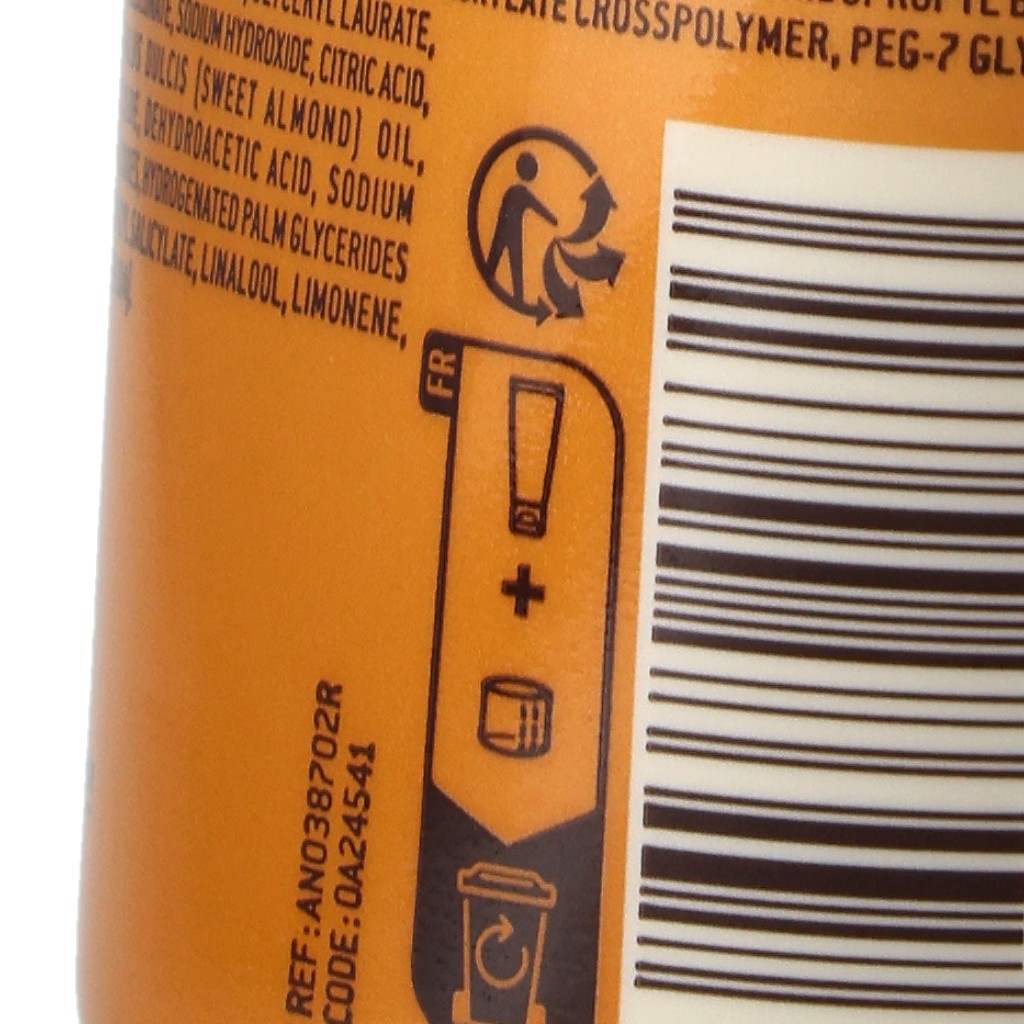 LAURATE,
SODIUM HYDROXIDE, CITRIC ACID,
DULCIS (SWEET ALMOND) OIL,
DEHYDROACETIC ACID, SODIUM
HYDROGENATED PALM GLYCERIDES
SALICYLATE, LINALOOL, LIMONENE,
CROSSPOLYMER, PEG-7
FR
REF:AN038702R
CODE:0A24541